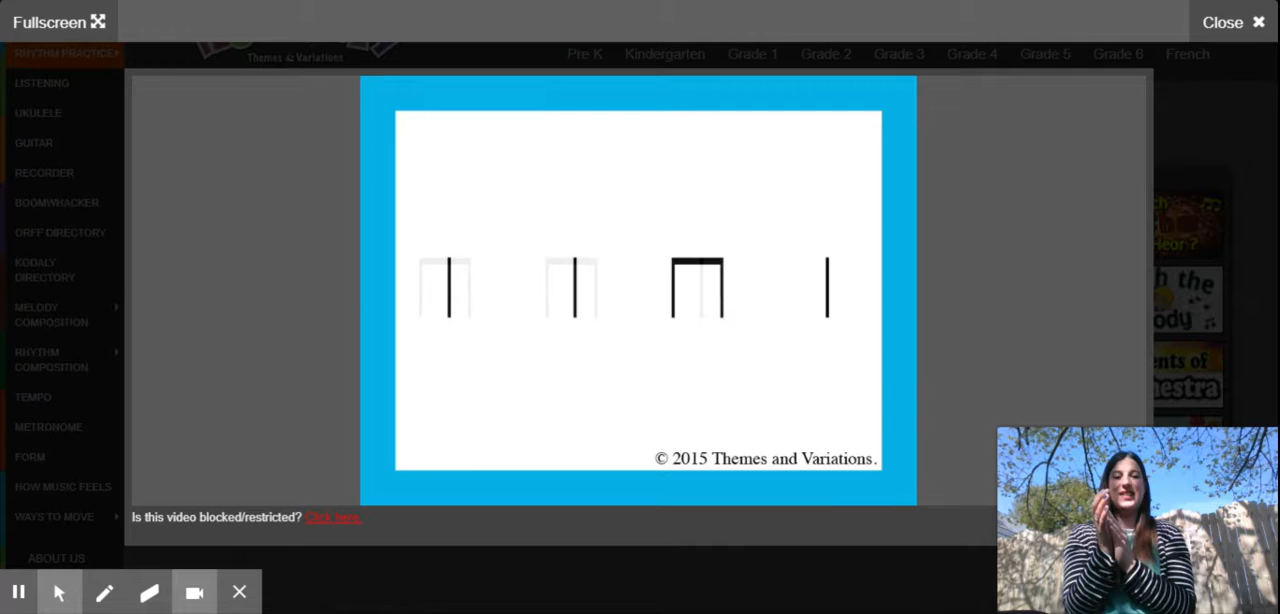 Fullscreen
Close
RHYTHM PRACTICE
Themes & Variations
Pre K Kindergarten Grade 1 Grade 2 Grade 3 Grade 4 Grade 5 Grade 6 French
LISTENING
UKULELE
GUITAR
RECORDER
BOOMWHACKER
ORFF DIRECTORY
KODALY
DIRECTORY
MELODY
COMPOSITION
RHYTHM
COMPOSITION
TEMPO
METRONOME
FORM
HOW MUSIC FEELS
WAYS TO MOVE
ABOUT US
© 2015 Themes and Variations.
Is this video blocked/restricted? Click here.
Hear ?
the